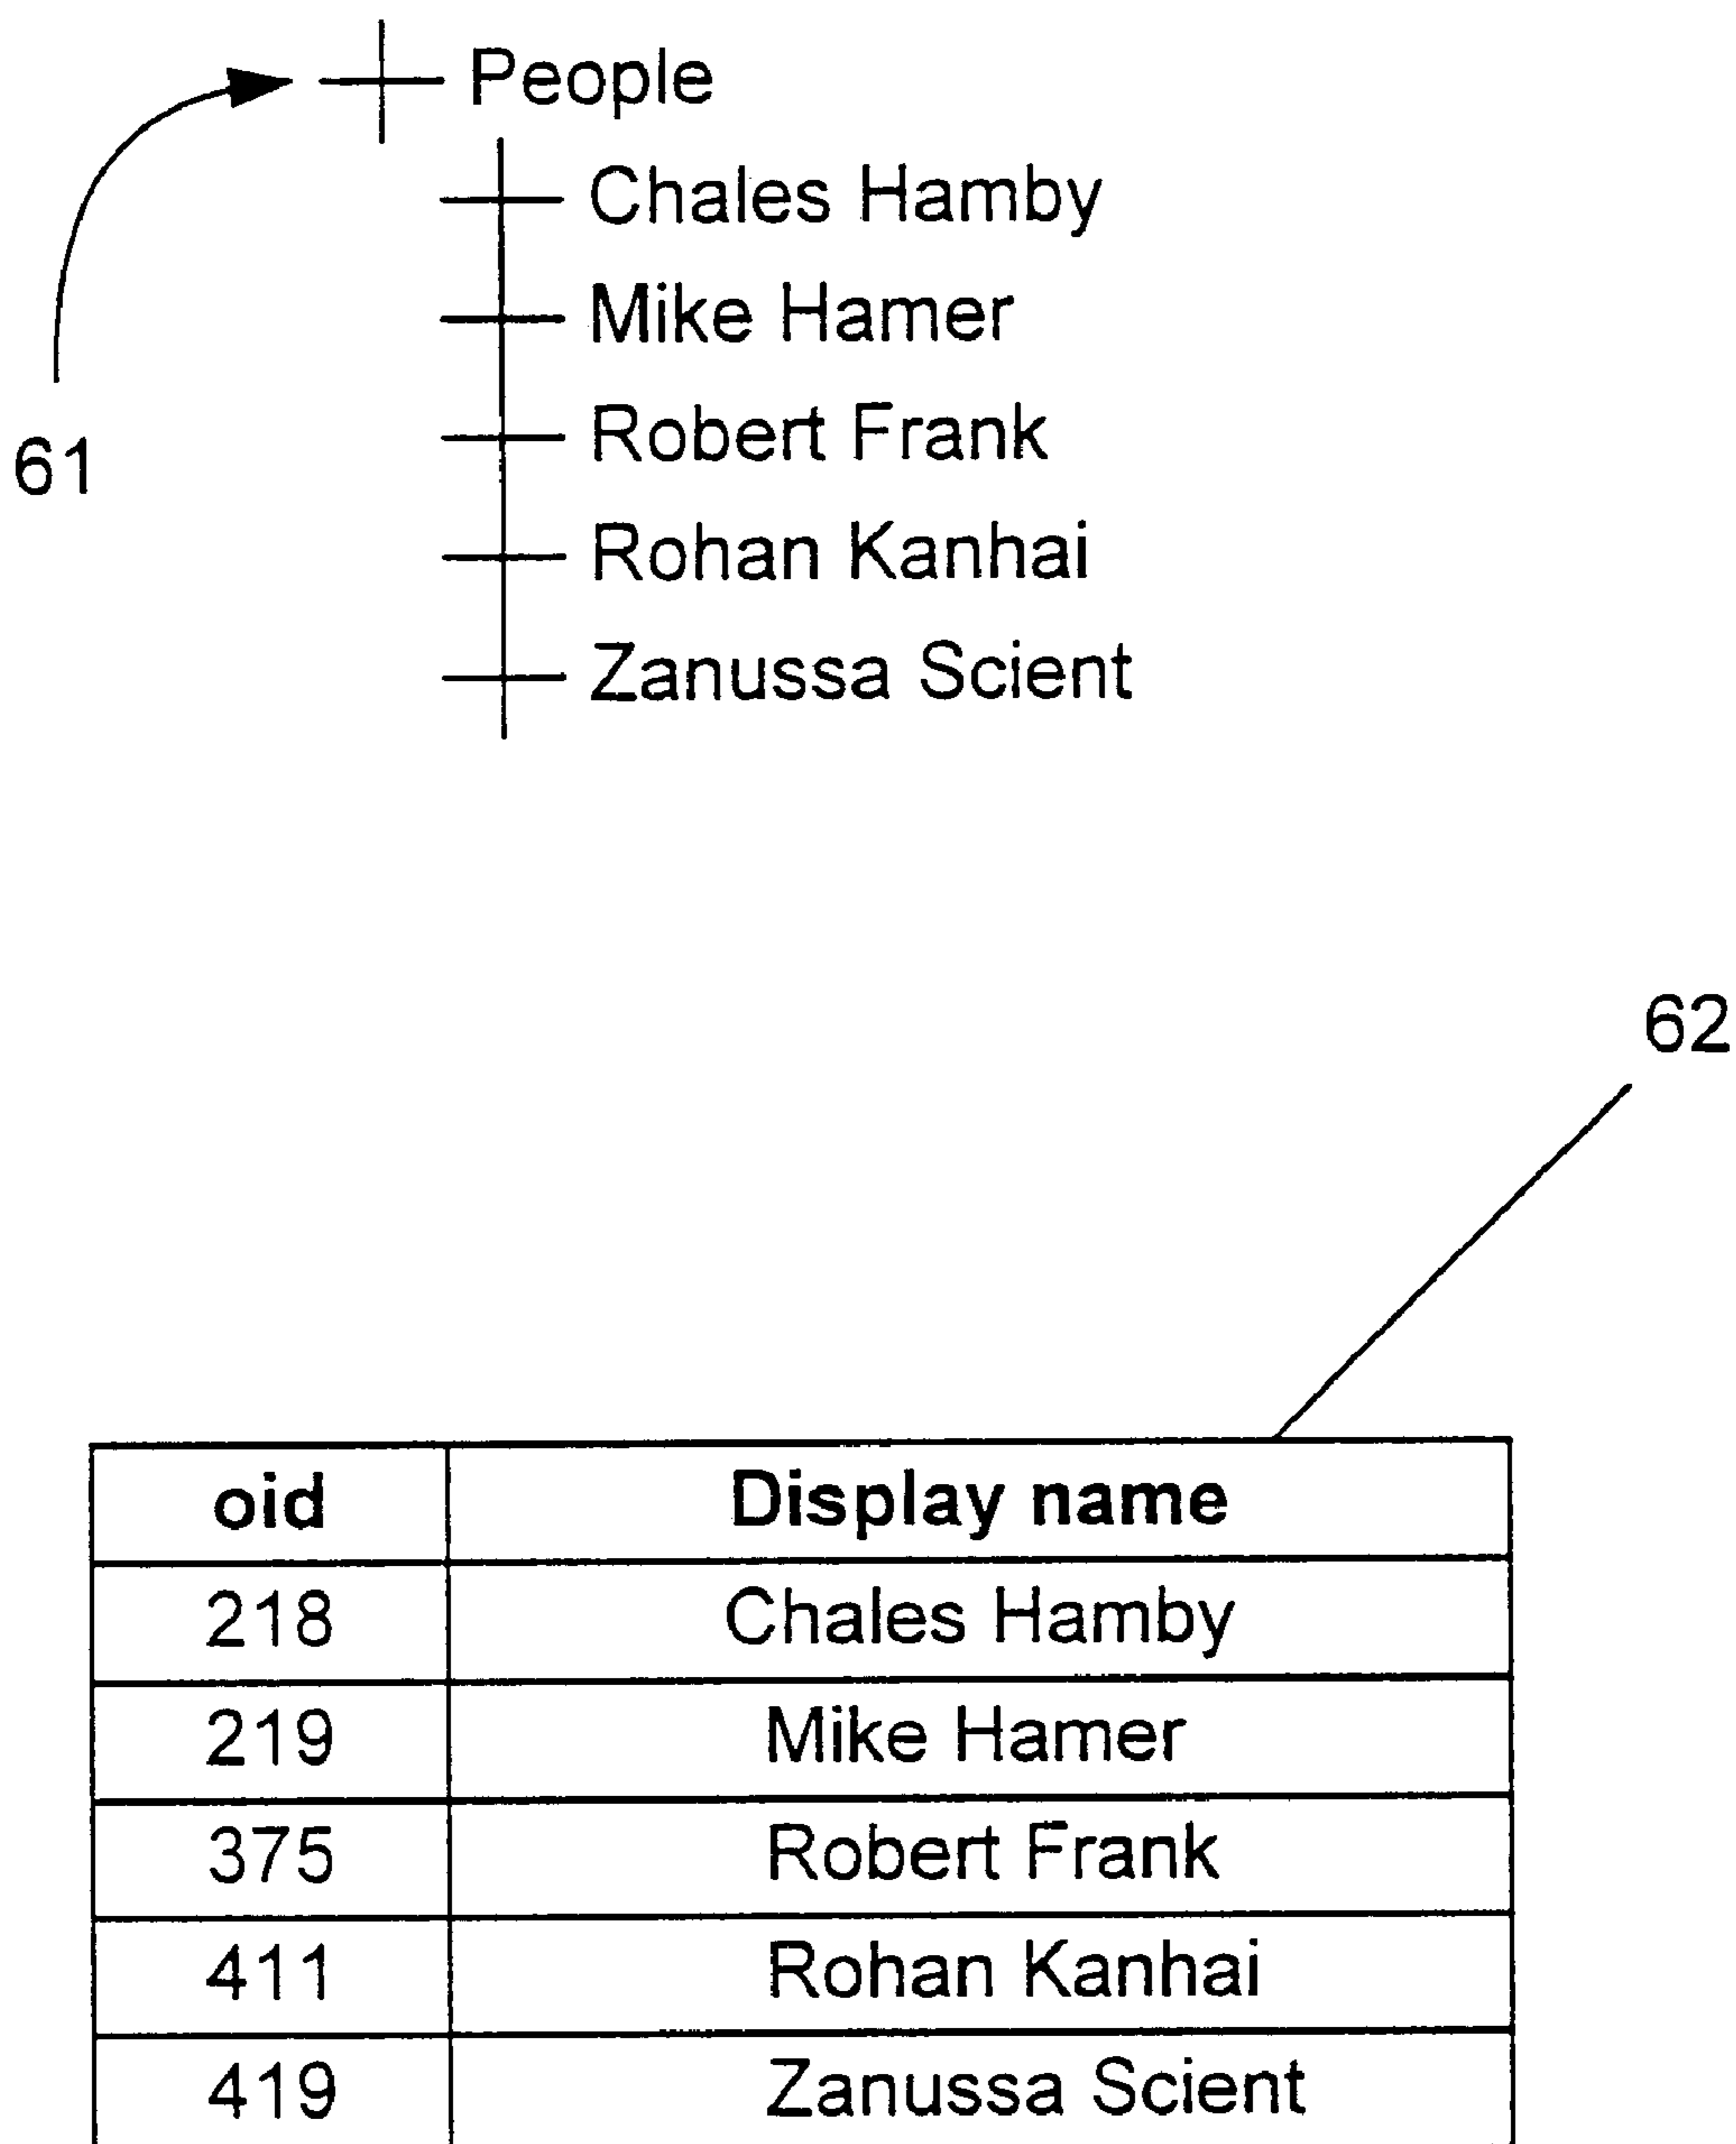 People
Chales Hamby
Mike Hamer
Robert Frank
Rohan Kanhai
Zanussa Scient
61
62
oid Display name
218 Chales Hamby
219 Mike Hamer
375 Robert Frank
411 Rohan Kanhai
419 Zanussa Scient